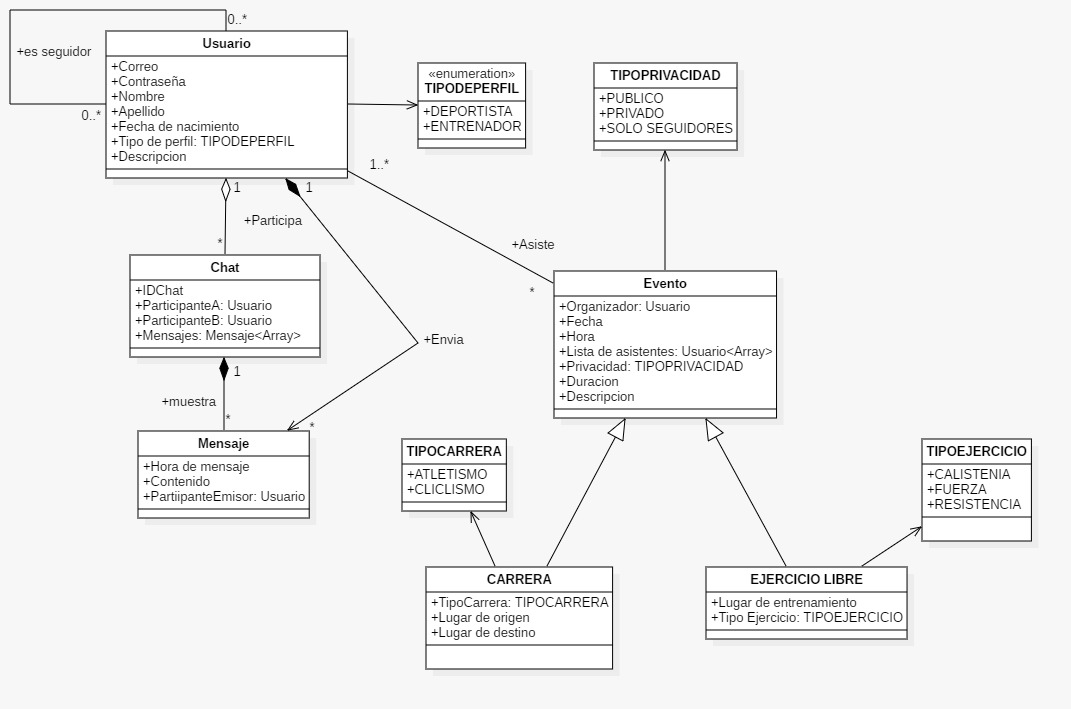 0..*
+es seguidor
0..*
Usuario
+Correo
+Contraseña
+Nombre
+Apellido
+Fecha de nacimiento
+Tipo de perfil: TIPODEPERFIL
+Descripcion
«enumeration»
TIPODEPERFIL
+DEPORTISTA
+ENTRENADOR
TIPOPRIVACIDAD
+PUBLICO
+PRIVADO
+SOLO SEGUIDORES
1
+Participa
*
1
+Envia
*
1..*
+Asiste
*
Chat
+IDChat
+ParticipanteA: Usuario
+ParticipanteB: Usuario
+Mensajes: Mensaje<Array>
1
+muestra
*
Evento
+Organizador: Usuario
+Fecha
+Hora
+Lista de asistentes: Usuario<Array>
+Privacidad: TIPOPRIVACIDAD
+Duracion
+Descripcion
Mensaje
+Hora de mensaje
+Contenido
+PartiipanteEmisor: Usuario
TIPOCARRERA
+ATLETISMO
+CLICLISMO
TIPOEJERCICIO
+CALISTENIA
+FUERZA
+RESISTENCIA
CARRERA
+TipoCarrera: TIPOCARRERA
+Lugar de origen
+Lugar de destino
EJERCICIO LIBRE
+Lugar de entrenamiento
+Tipo Ejercicio: TIPOEJERCICIO